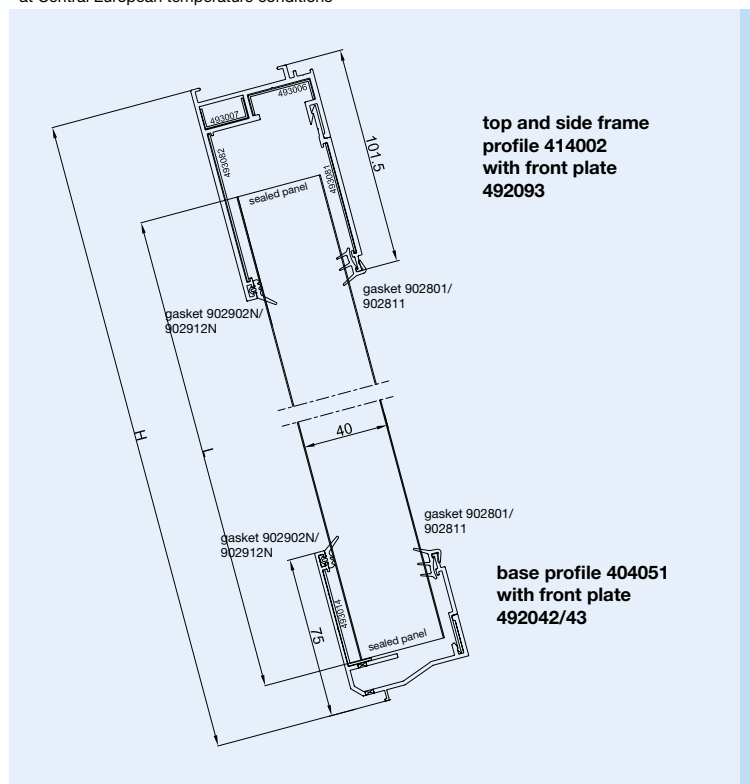 at Central European temperature conditions
493006
493007
493082
493081
101.5
top and side frame
profile 414002
with front plate
492093
sealed panel
gasket 902801/
902811
gasket 902902N/
902912N
H
L
40
gasket 902801/
902811
gasket 902902N/
902912N
493014
75
sealed panel
base profile 404051
with front plate
492042/43